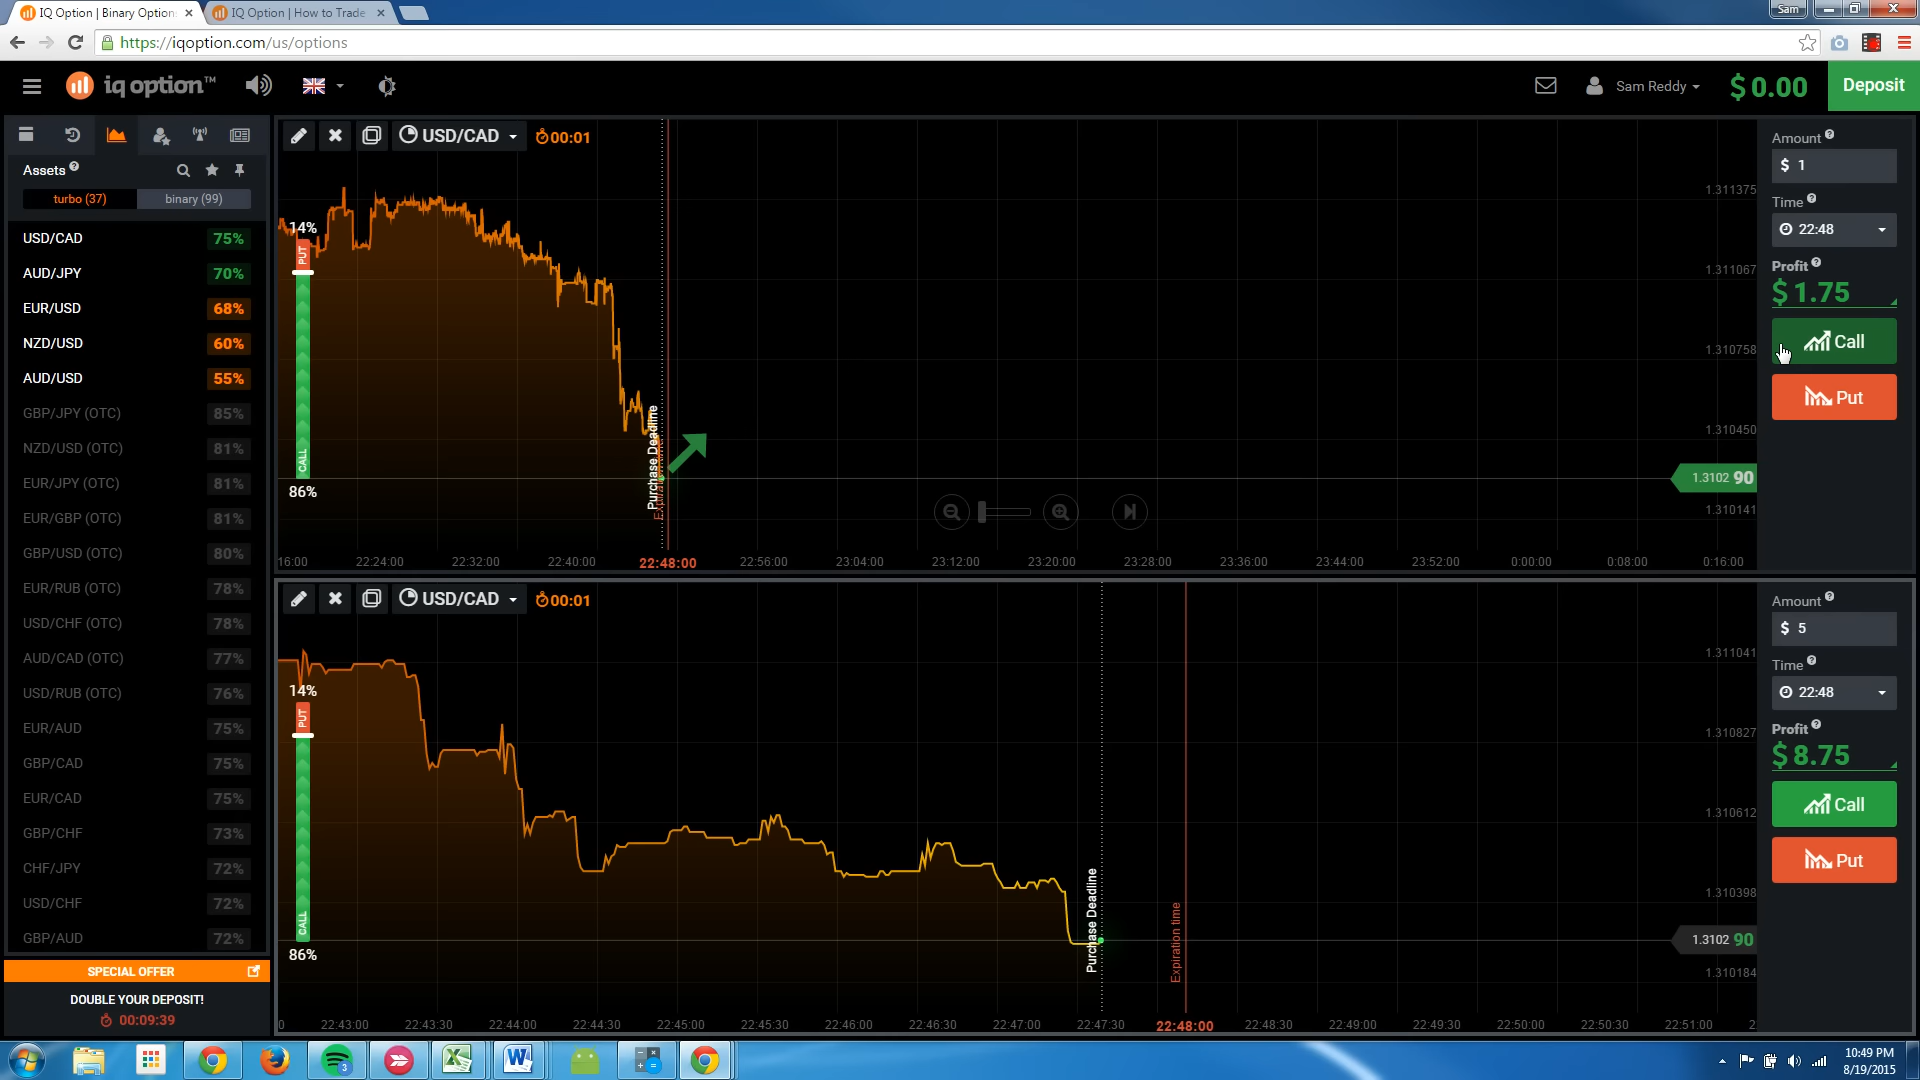 IQ Option | Binary Option
IQ Option | How to Trade
Sam
https://iqoption.com/us/options
iq option™
Sam Reddy
$0.00
Deposit
Assets
turbo (37)
binary (99)
USD/CAD 75%
AUD/JPY 70%
EUR/USD 68%
NZD/USD 60%
AUD/USD 55%
GBP/JPY (OTC) 85%
NZD/USD (OTC) 81%
EUR/JPY (OTC) 81%
EUR/GBP (OTC) 81%
GBP/USD (OTC) 80%
EUR/RUB (OTC) 78%
USD/CHF (OTC) 78%
AUD/CAD (OTC) 77%
USD/RUB (OTC) 76%
EUR/AUD 75%
GBP/CAD 75%
EUR/CAD 75%
GBP/CHF 73%
CHF/JPY 72%
USD/CHF 72%
GBP/AUD 72%
SPECIAL OFFER
DOUBLE YOUR DEPOSIT!
00:09:39
USD/CAD
00:01
14%
PUT
CALL
86%
Purchase Deadline
1.311375
1.311067
1.310758
1.310450
1.3102 90
1.310141
16:00 22:24:00 22:32:00 22:40:00 22:48:00 22:56:00 23:04:00 23:12:00 23:20:00 23:28:00 23:36:00 23:44:00 23:52:00 0:00:00 0:08:00 0:16:00
Amount
$ 1
Time
22:48
Profit
$1.75
Call
Put
USD/CAD
00:01
14%
PUT
CALL
86%
Purchase Deadline
Expiration time
1.311041
1.310827
1.310612
1.310398
1.3102 90
1.310184
0 22:43:00 22:43:30 22:44:00 22:44:30 22:45:00 22:45:30 22:46:00 22:46:30 22:47:00 22:47:30 22:48:00 22:48:30 22:49:00 22:49:30 22:50:00 22:50:30 22:51:00 2
Amount
$ 5
Time
22:48
Profit
$8.75
Call
Put
3
10:49 PM
8/19/2015